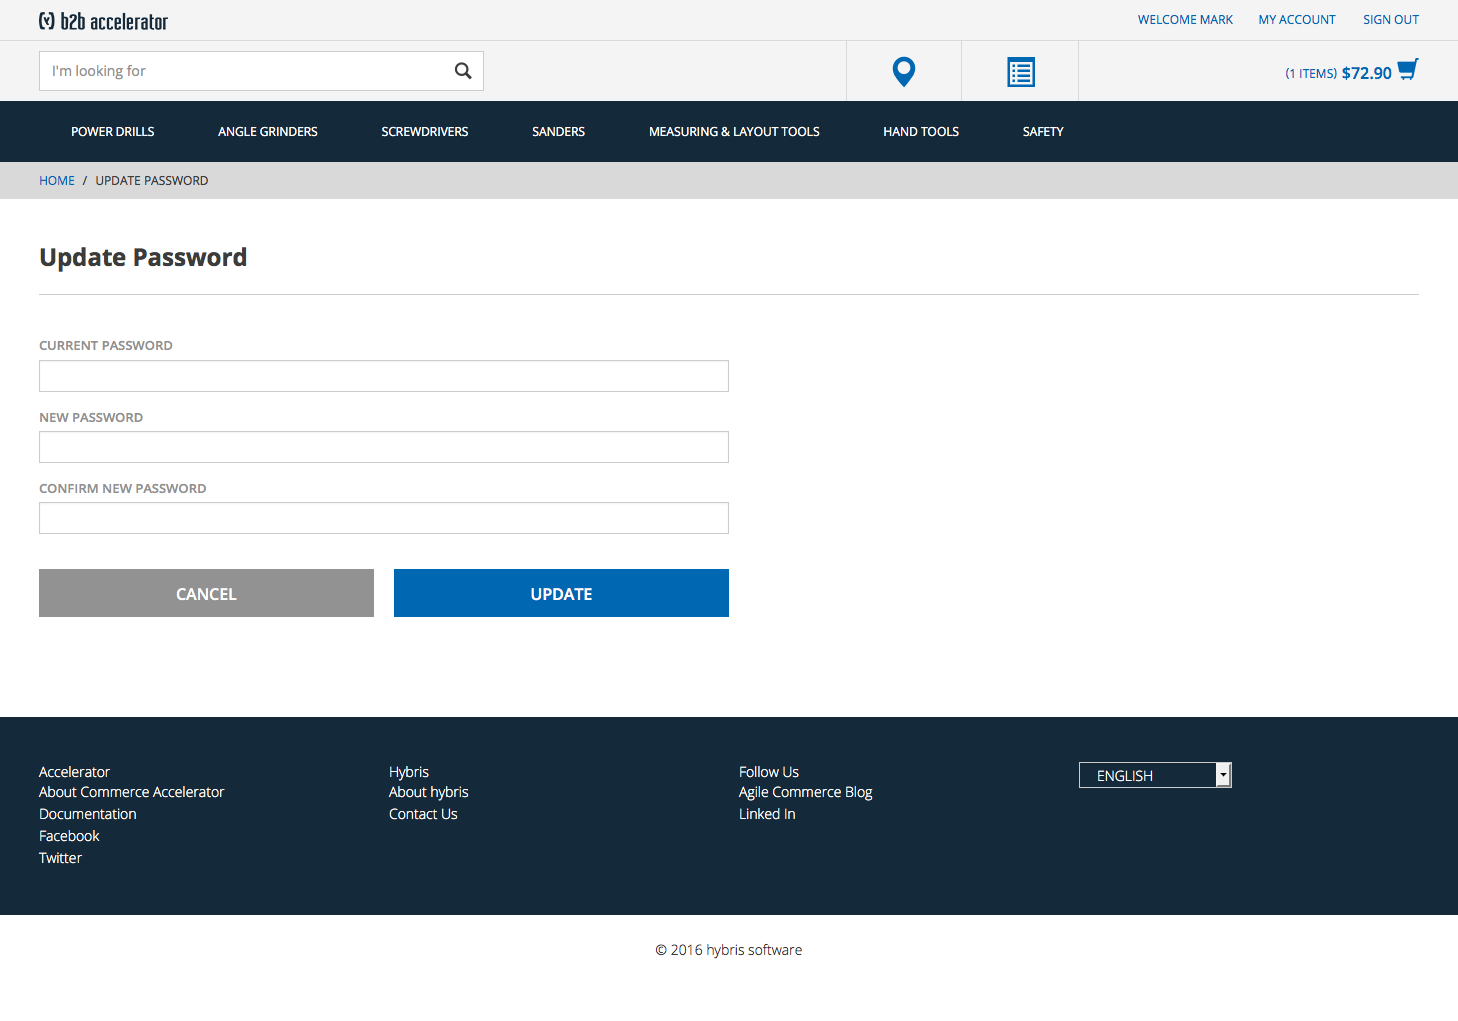 b2b accelerator
WELCOME MARK MY ACCOUNT SIGN OUT
I'm looking for
(1 ITEMS) $72.90
POWER DRILLS ANGLE GRINDERS SCREWDRIVERS SANDERS MEASURING & LAYOUT TOOLS HAND TOOLS SAFETY
HOME / UPDATE PASSWORD
Update Password
CURRENT PASSWORD
NEW PASSWORD
CONFIRM NEW PASSWORD
CANCEL UPDATE
Accelerator
About Commerce Accelerator
Documentation
Facebook
Twitter
Hybris
About hybris
Contact Us
Follow Us
Agile Commerce Blog
Linked In
ENGLISH
© 2016 hybris software